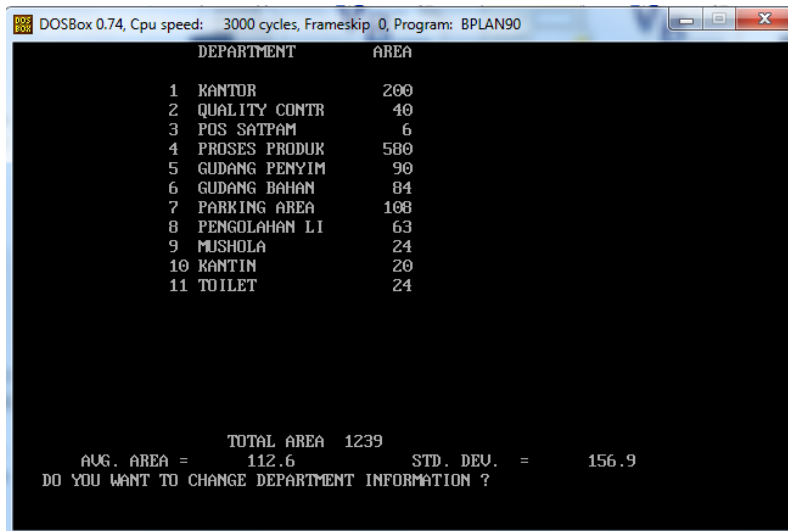 DOSBox 0.74, Cpu speed: 3000 cycles, Frameskip 0, Program: BPLAN90
DEPARTMENT AREA
1 KANTOR 200
2 QUALITY CONTR 40
3 POS SATPAM 6
4 PROSES PRODUK 580
5 GUDANG PENYIM 90
6 GUDANG BAHAN 84
7 PARKING AREA 108
8 PENGOLAHAN LI 63
9 MUSHOLA 24
10 KANTIN 20
11 TOILET 24
TOTAL AREA 1239
AVG. AREA = 112.6 STD. DEV. = 156.9
DO YOU WANT TO CHANGE DEPARTMENT INFORMATION ?